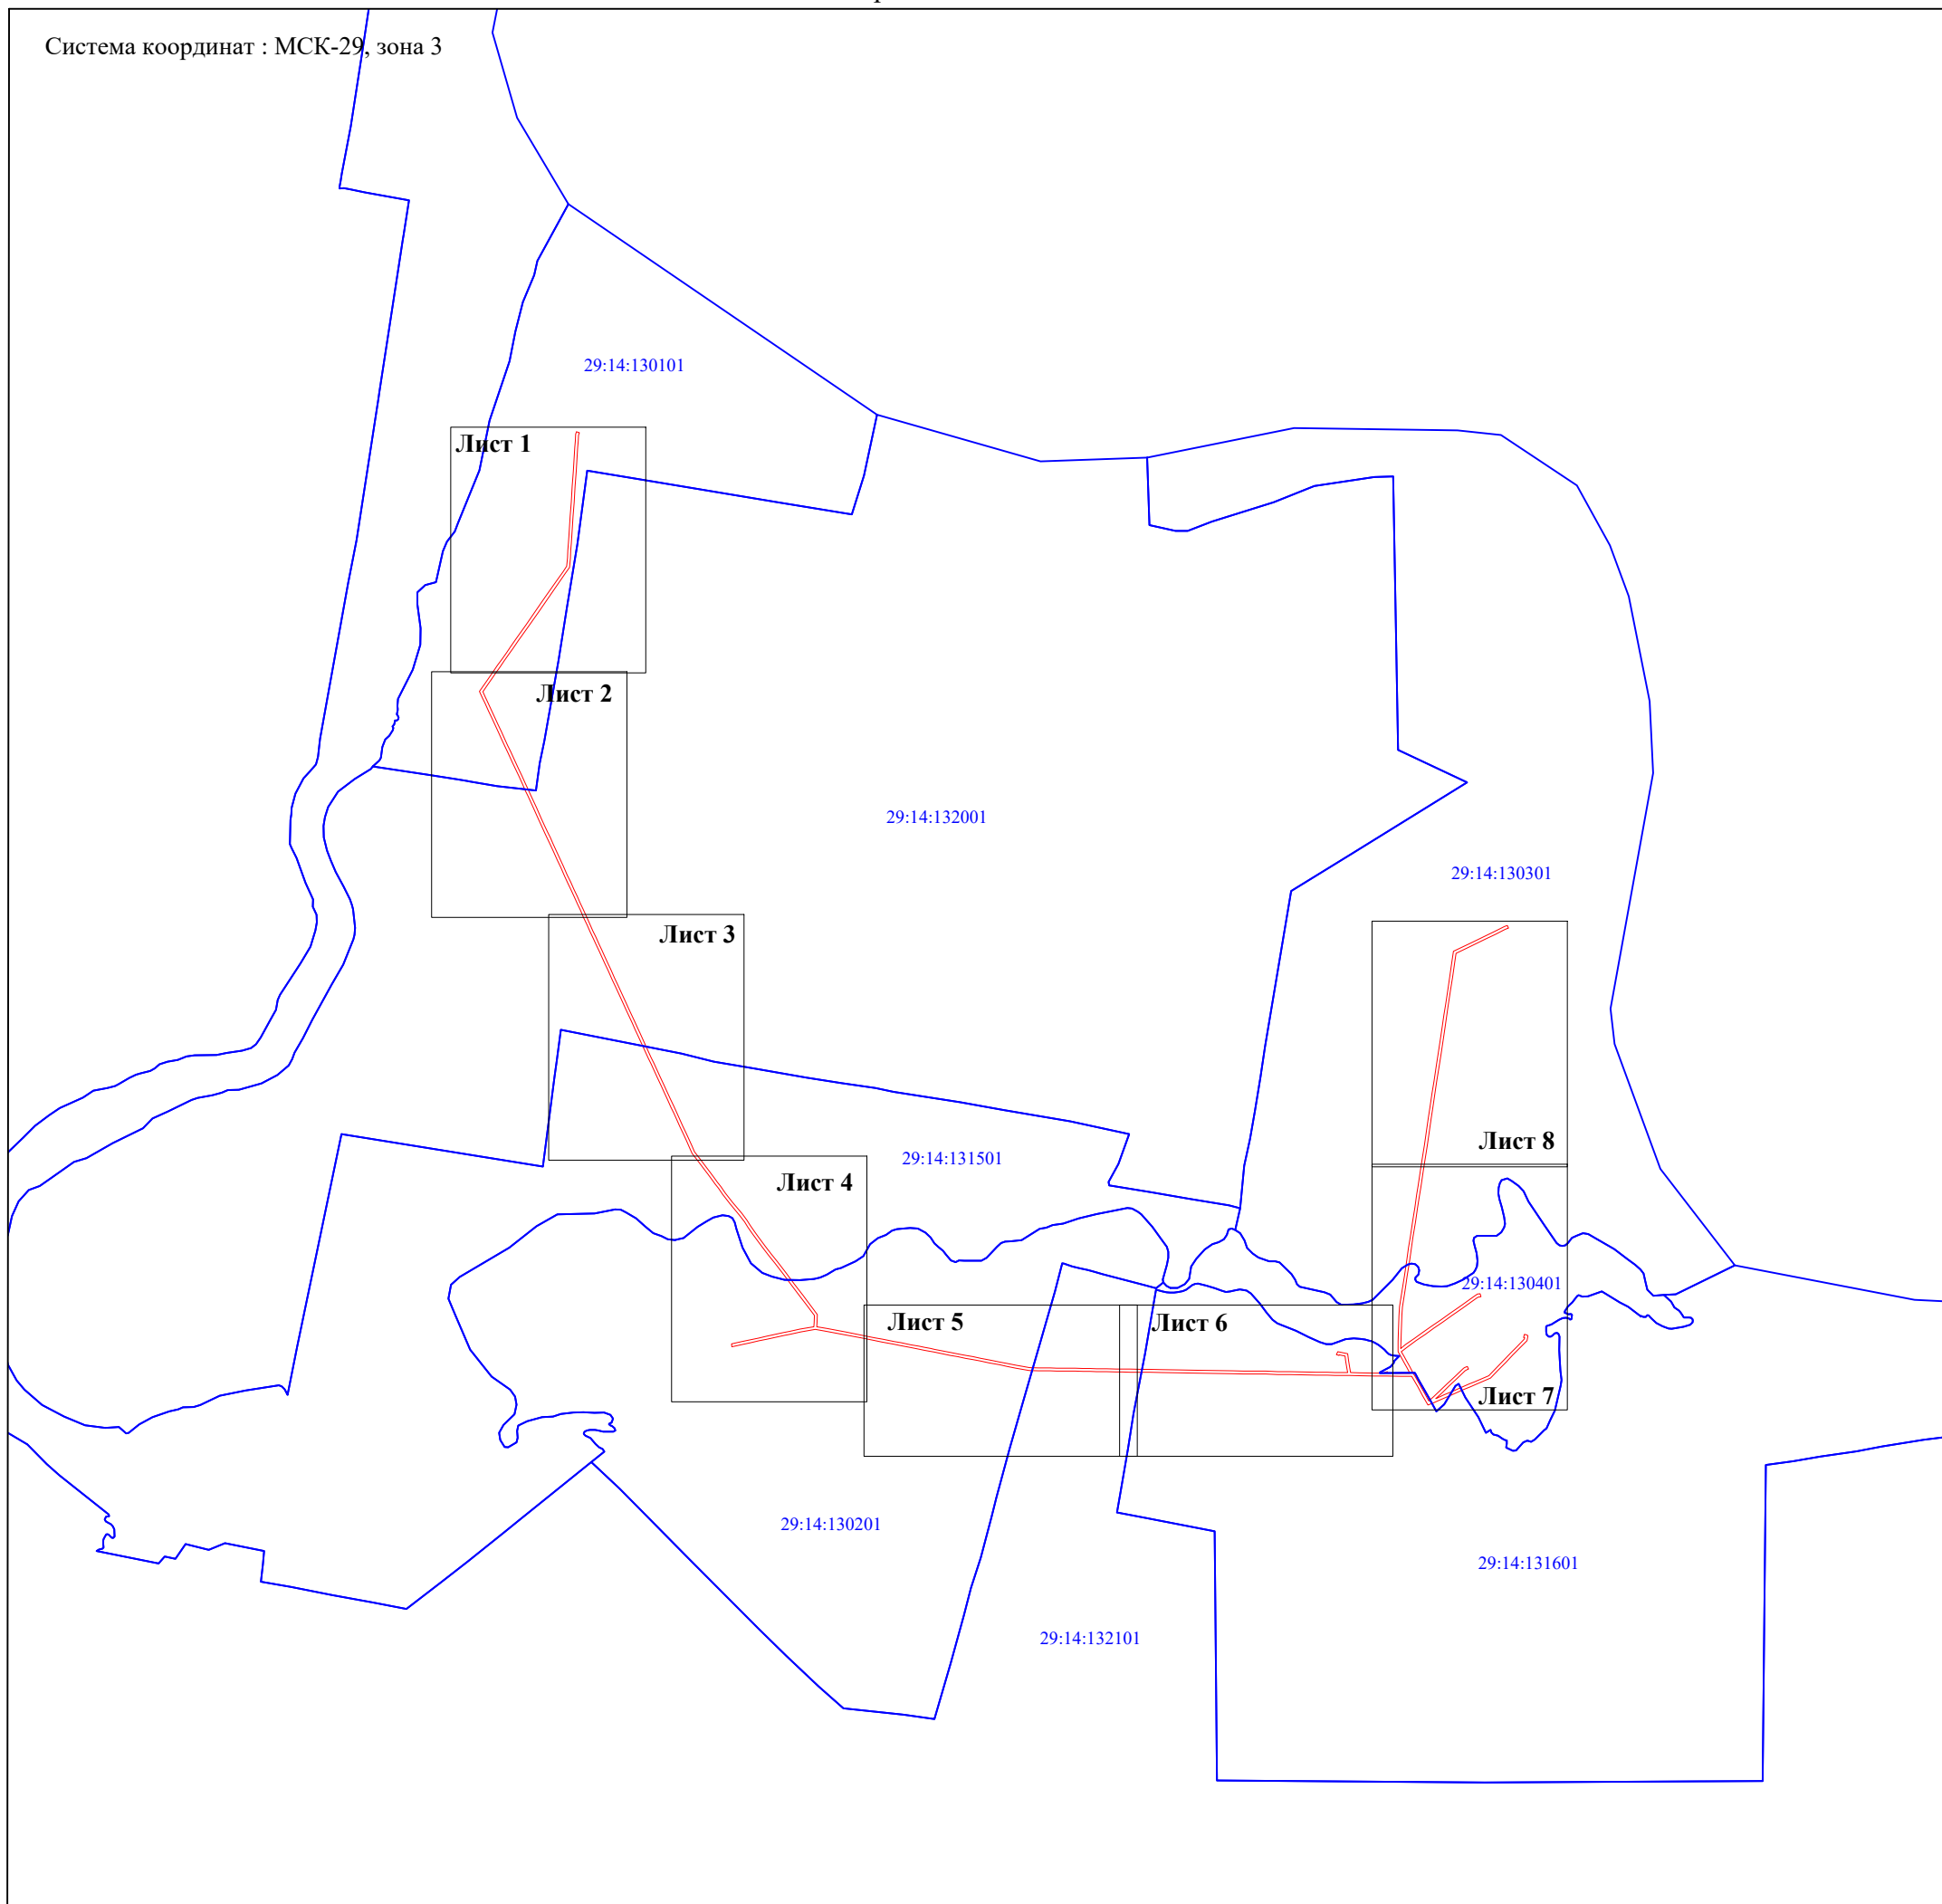 Система координат : МСК-29, зона 3
29:14:130101
Лист 1
Лист 2
29:14:132001
29:14:130301
Лист 3
Лист 8
29:14:131501
Лист 4
29:14:130401
Лист 5
Лист 6
Лист 7
29:14:130201
29:14:131601
29:14:132101